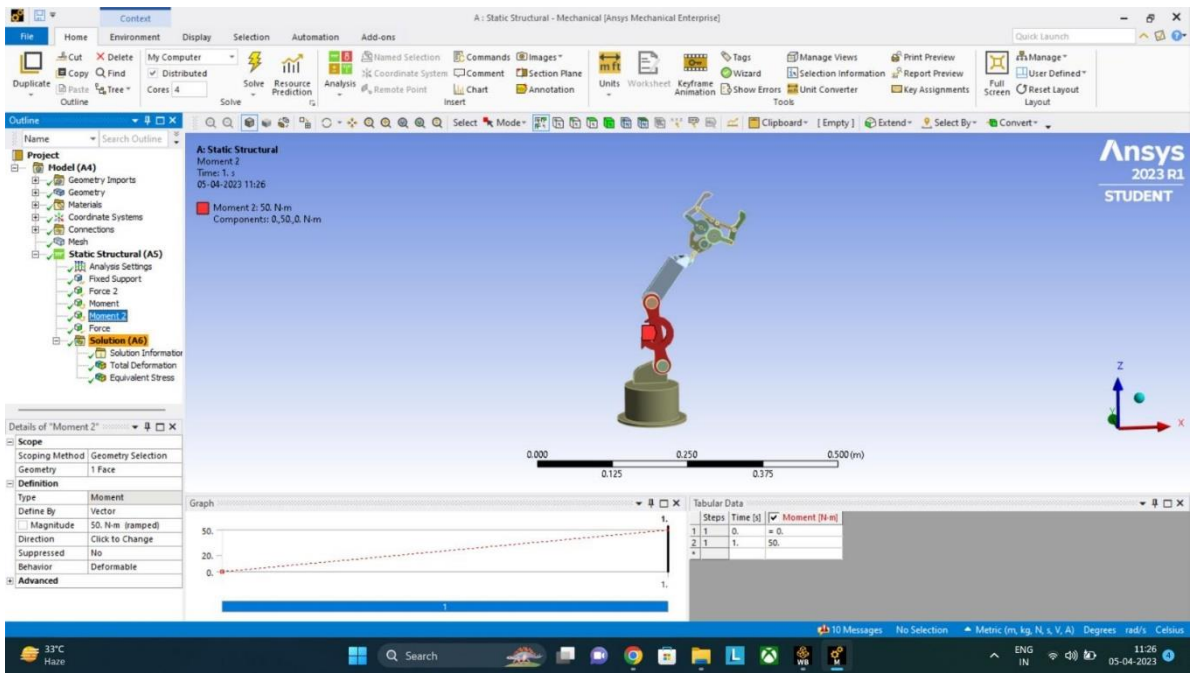 Context
A : Static Structural - Mechanical [Ansys Mechanical Enterprise]
File Home Environment Display Selection Automation Add-ons Quick Launch
Duplicate Cut Copy Paste Delete Find Tree Outline
My Computer Distributed Cores 4 Solve Resource Prediction Solve
Analysis Named Selection Coordinate System Remote Point Commands Comment Chart Images Section Plane Annotation Insert
Units Worksheet Keyframe Animation Tags Wizard Show Errors Manage Views Selection Information Unit Converter Print Preview Report Preview Key Assignments Tools
Full Screen Manage User Defined Reset Layout Layout
Outline
Select Mode Clipboard [Empty] Extend Select By Convert
Name Search Outline
Project
Model (A4)
Geometry Imports
Geometry
Materials
Coordinate Systems
Connections
Mesh
Static Structural (A5)
Analysis Settings
Fixed Support
Force 2
Moment
Moment 2
Force
Solution (A6)
Solution Information
Total Deformation
Equivalent Stress
A: Static Structural
Moment 2
Time: 1. s
05-04-2023 11:26
Moment 2: 50. N·m
Components: 0.,50.,0. N·m
Ansys
2023 R1
STUDENT
Z
Y
X
0.000 0.250 0.500 (m)
0.125 0.375
Details of "Moment 2"
Scope
Scoping Method Geometry Selection
Geometry 1 Face
Definition
Type Moment
Define By Vector
Magnitude 50. N·m (ramped)
Direction Click to Change
Suppressed No
Behavior Deformable
Advanced
Graph
1.
50.
20.
0.
1.
1
Tabular Data
Steps Time [s] Moment [N·m]
1 1 0. = 0.
2 1 1. 50.
*
10 Messages No Selection Metric (m, kg, N, s, V, A) Degrees rad/s Celsius
33°C
Haze
Search
WB
M
ENG
IN
11:26
05-04-2023
4